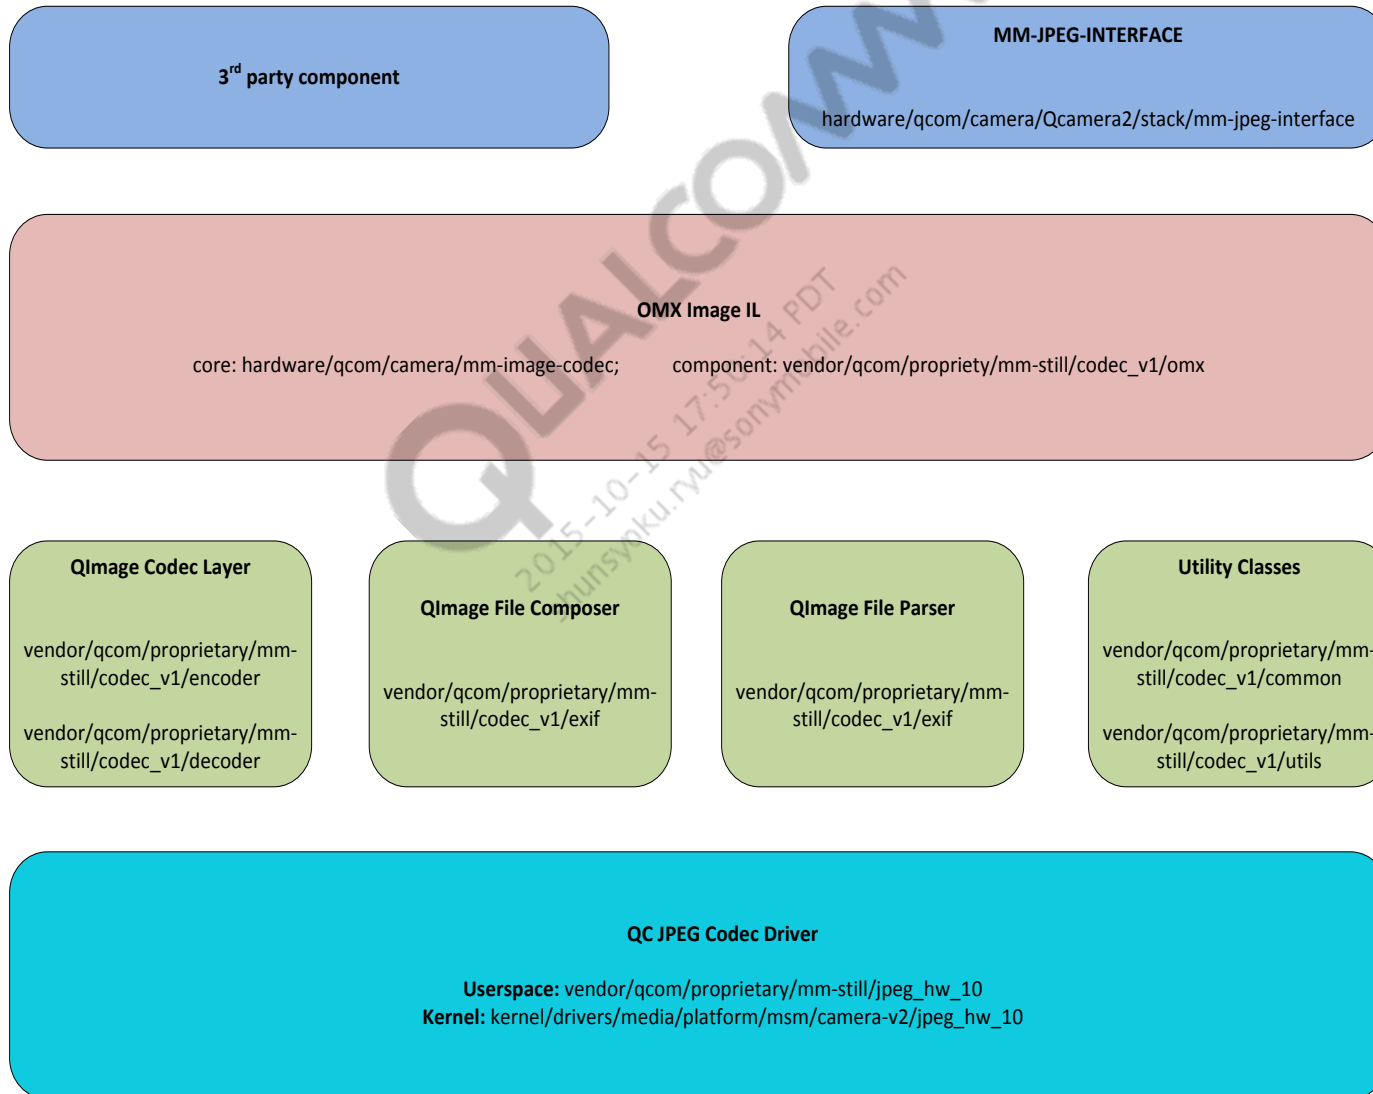 3rd party component
MM-JPEG-INTERFACE
hardware/qcom/camera/Qcamera2/stack/mm-jpeg-interface
OMX Image IL
core: hardware/qcom/camera/mm-image-codec; component: vendor/qcom/propriety/mm-still/codec_v1/omx
QImage Codec Layer
vendor/qcom/proprietary/mm-
still/codec_v1/encoder
vendor/qcom/proprietary/mm-
still/codec_v1/decoder
QImage File Composer
vendor/qcom/proprietary/mm-
still/codec_v1/exif
QImage File Parser
vendor/qcom/proprietary/mm-
still/codec_v1/exif
Utility Classes
vendor/qcom/proprietary/mm-
still/codec_v1/common
vendor/qcom/proprietary/mm-
still/codec_v1/utils
QC JPEG Codec Driver
Userspace: vendor/qcom/proprietary/mm-still/jpeg_hw_10
Kernel: kernel/drivers/media/platform/msm/camera-v2/jpeg_hw_10
QUALCOMM
2015-10-15 17:50:14 PDT
shunsyoku.ryu@sonymobile.com